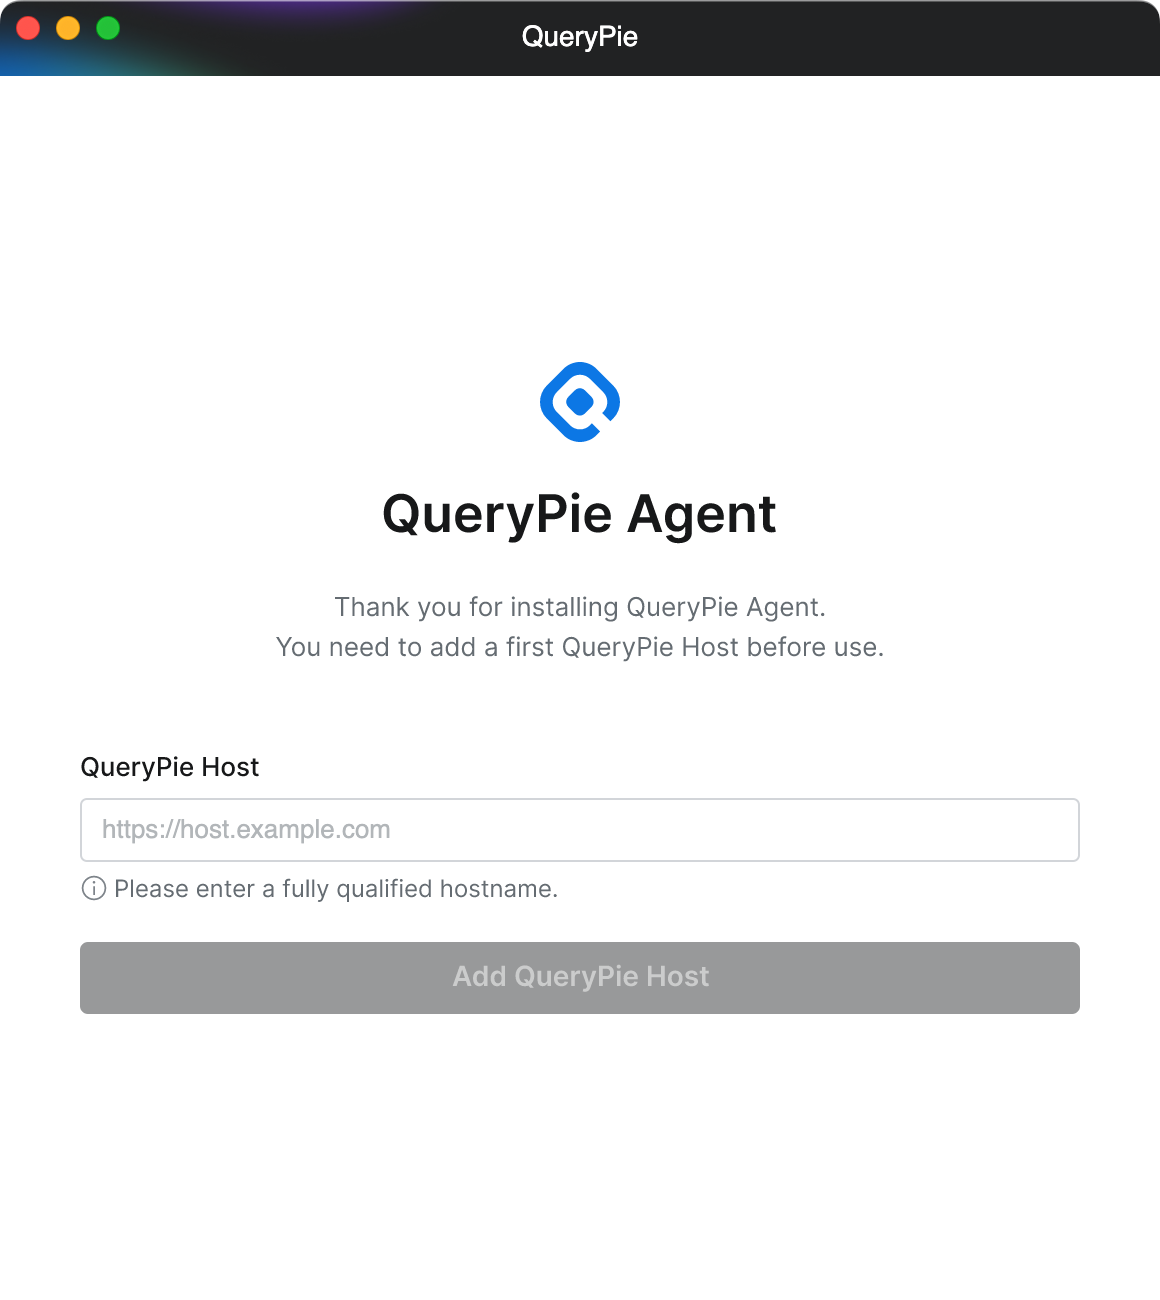 QueryPie
QueryPie Agent
Thank you for installing QueryPie Agent.
You need to add a first QueryPie Host before use.
QueryPie Host
https://host.example.com
Please enter a fully qualified hostname.
Add QueryPie Host